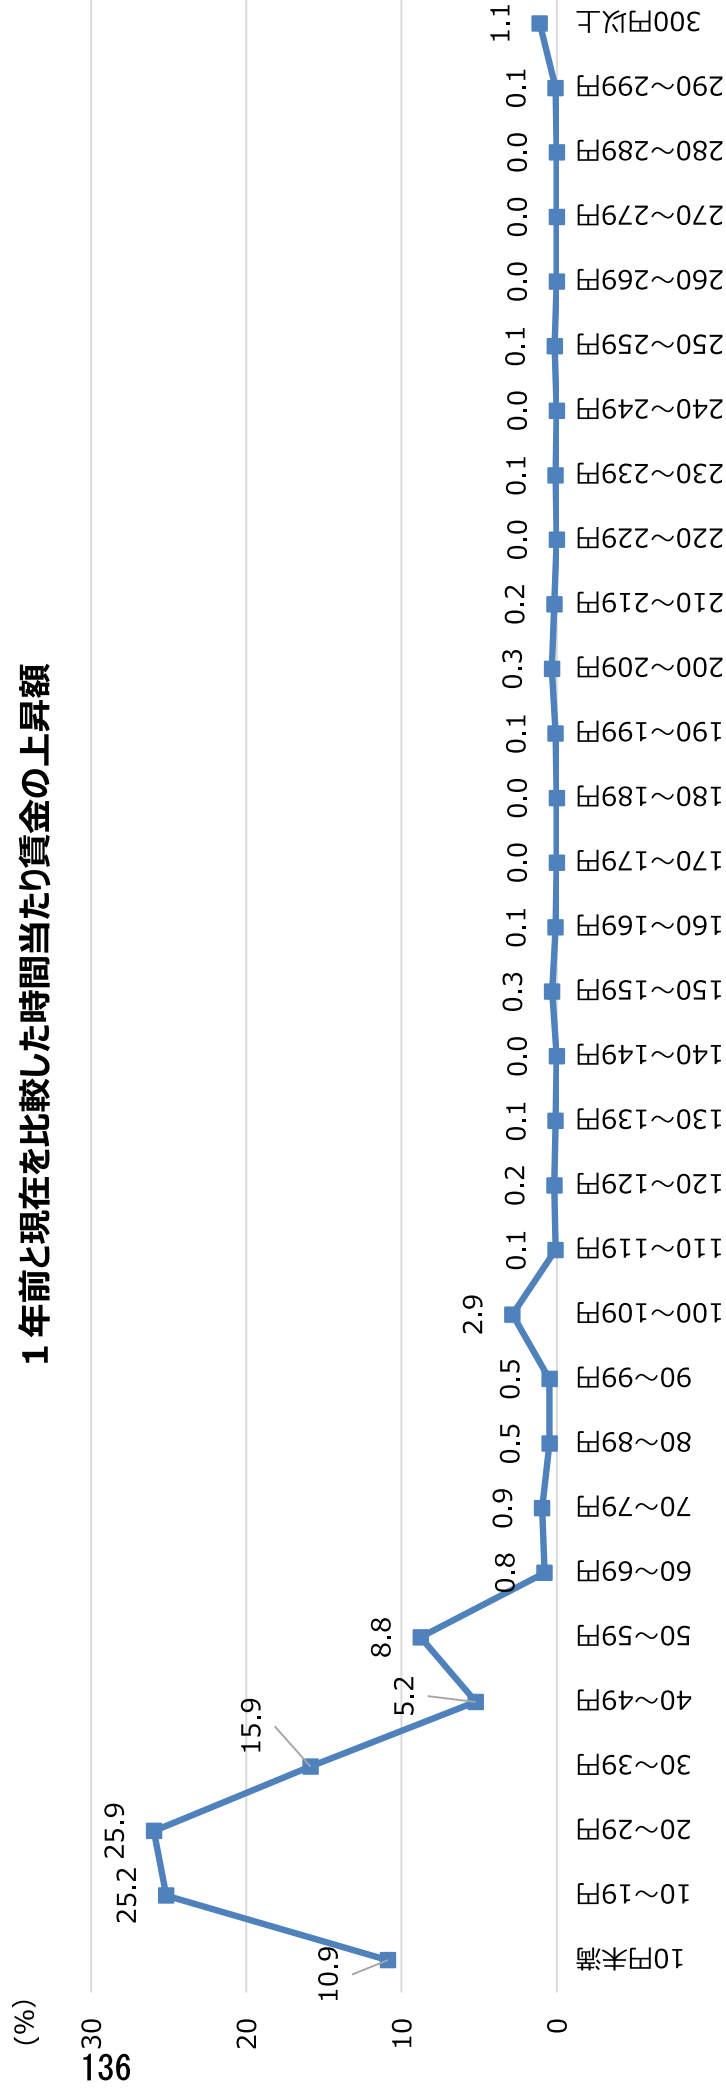 １年前と現在を比較した時間当たり賃金の上昇額
(%)
30
20
10
0
10.9
25.2
25.9
15.9
5.2
8.8
0.8
0.9
0.5
0.5
2.9
0.1
0.2
0.1
0.0
0.3
0.1
0.0
0.0
0.1
0.3
0.2
0.0
0.1
0.0
0.1
0.0
0.0
0.0
0.1
1.1
10円未満
10～19円
20～29円
30～39円
40～49円
50～59円
60～69円
70～79円
80～89円
90～99円
100～109円
110～119円
120～129円
130～139円
140～149円
150～159円
160～169円
170～179円
180～189円
190～199円
200～209円
210～219円
220～229円
230～239円
240～249円
250～259円
260～269円
270～279円
280～289円
290～299円
300円以上
136